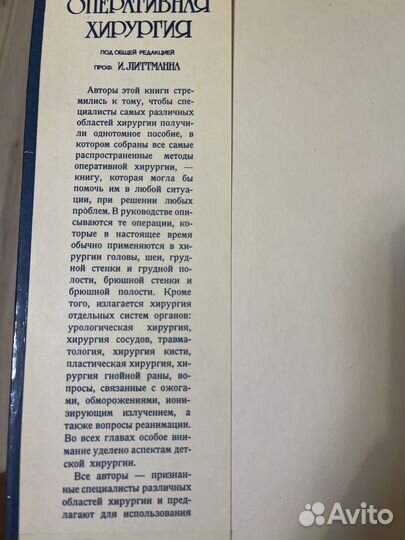 ОПЕРАТИВНАЯ
ХИРУРГИЯ
ПОД ОБЩЕЙ РЕДАКЦИЕЙ
ПРОФ. И. ЛИТТМАННА
Авторы этой книги стре-
мились к тому, чтобы спе-
циалисты самых различных
областей хирургии получи-
ли однотомное пособие, в
котором собраны все самые
распространенные методы
оперативной хирургии, —
книгу, которая могла бы
помочь им в любой ситуа-
ции, при решении любых
проблем. В руководстве опи-
сываются те операции, ко-
торые в настоящее время
обычно применяются в хи-
рургии головы, шеи, груд-
ной стенки и грудной по-
лости, брюшной стенки и
брюшной полости. Кроме
того, излагается хирургия
отдельных систем органов:
урологическая хирургия,
хирургия сосудов, травма-
тология, хирургия кисти,
пластическая хирургия, хи-
рургия гнойной раны, во-
просы, связанные с ожога-
ми, обморожениями, иони-
зирующим излучением, а
также вопросы реанимации.
Во всех главах особое вни-
мание уделено аспектам дет-
ской хирургии.
Все авторы — признан-
ные специалисты различных
областей хирургии и пред-
лагают для использования
Avito